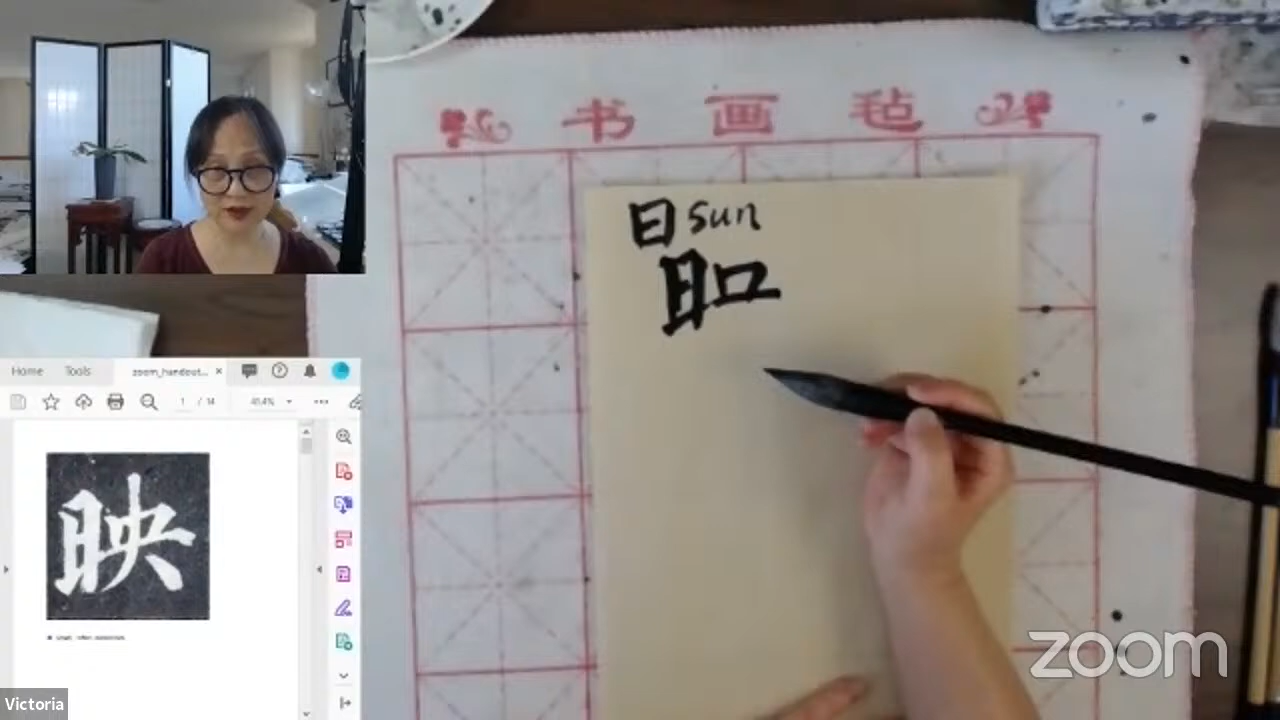 书画毡
日 sun
Home Tools zoom_handout...
1 / 14
映
Victoria
zoom